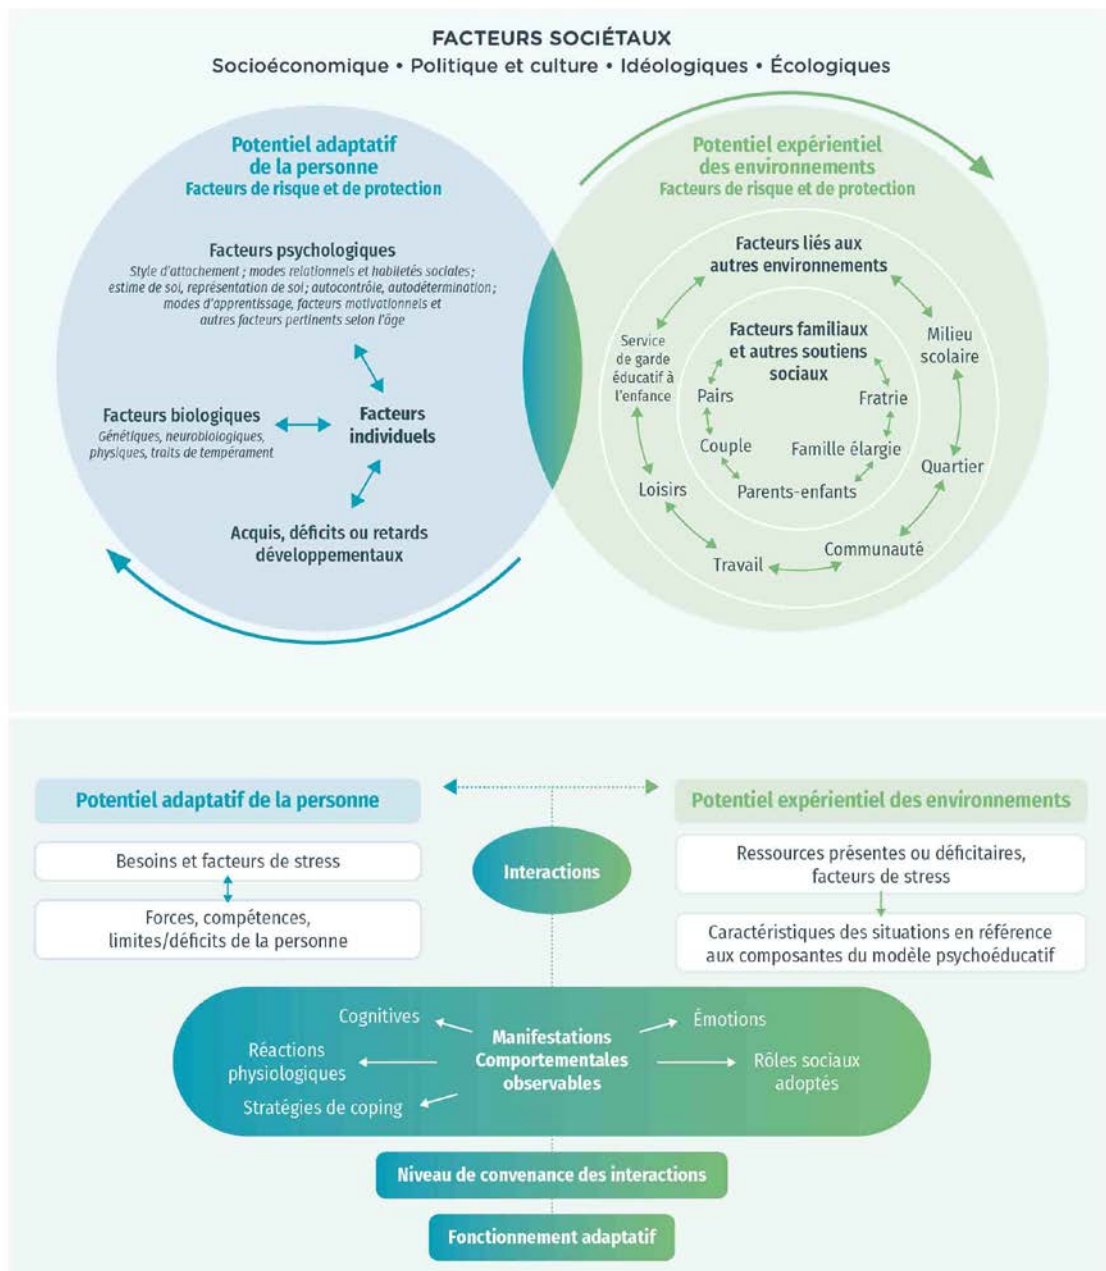 FACTEURS SOCIÉTAUX
Socioéconomique • Politique et culture • Idéologiques • Écologiques
Potentiel adaptatif
de la personne
Facteurs de risque et de protection
Facteurs psychologiques
Style d'attachement ; modes relationnels et habiletés sociales ;
estime de soi, représentation de soi ; autocontrôle, autodétermination ;
modes d'apprentissage, facteurs motivationnels et
autres facteurs pertinents selon l'âge
Facteurs biologiques
Génétiques, neurobiologiques,
physiques, traits de tempérament
Facteurs
individuels
Acquis, déficits ou retards
développementaux
Potentiel expérientiel
des environnements
Facteurs de risque et de protection
Facteurs liés aux
autres environnements
Service
de garde
éducatif à
l'enfance
Milieu
scolaire
Facteurs familiaux
et autres soutiens
sociaux
Pairs
Fratrie
Couple
Famille élargie
Parents-enfants
Loisirs
Quartier
Travail
Communauté
Potentiel adaptatif de la personne
Besoins et facteurs de stress
Forces, compétences,
limites/déficits de la personne
Interactions
Potentiel expérientiel des environnements
Ressources présentes ou déficitaires,
facteurs de stress
Caractéristiques des situations en référence
aux composantes du modèle psychoéducatif
Manifestations
Comportementales
observables
Cognitives
Réactions
physiologiques
Stratégies de coping
Émotions
Rôles sociaux
adoptés
Niveau de convenance des interactions
Fonctionnement adaptatif